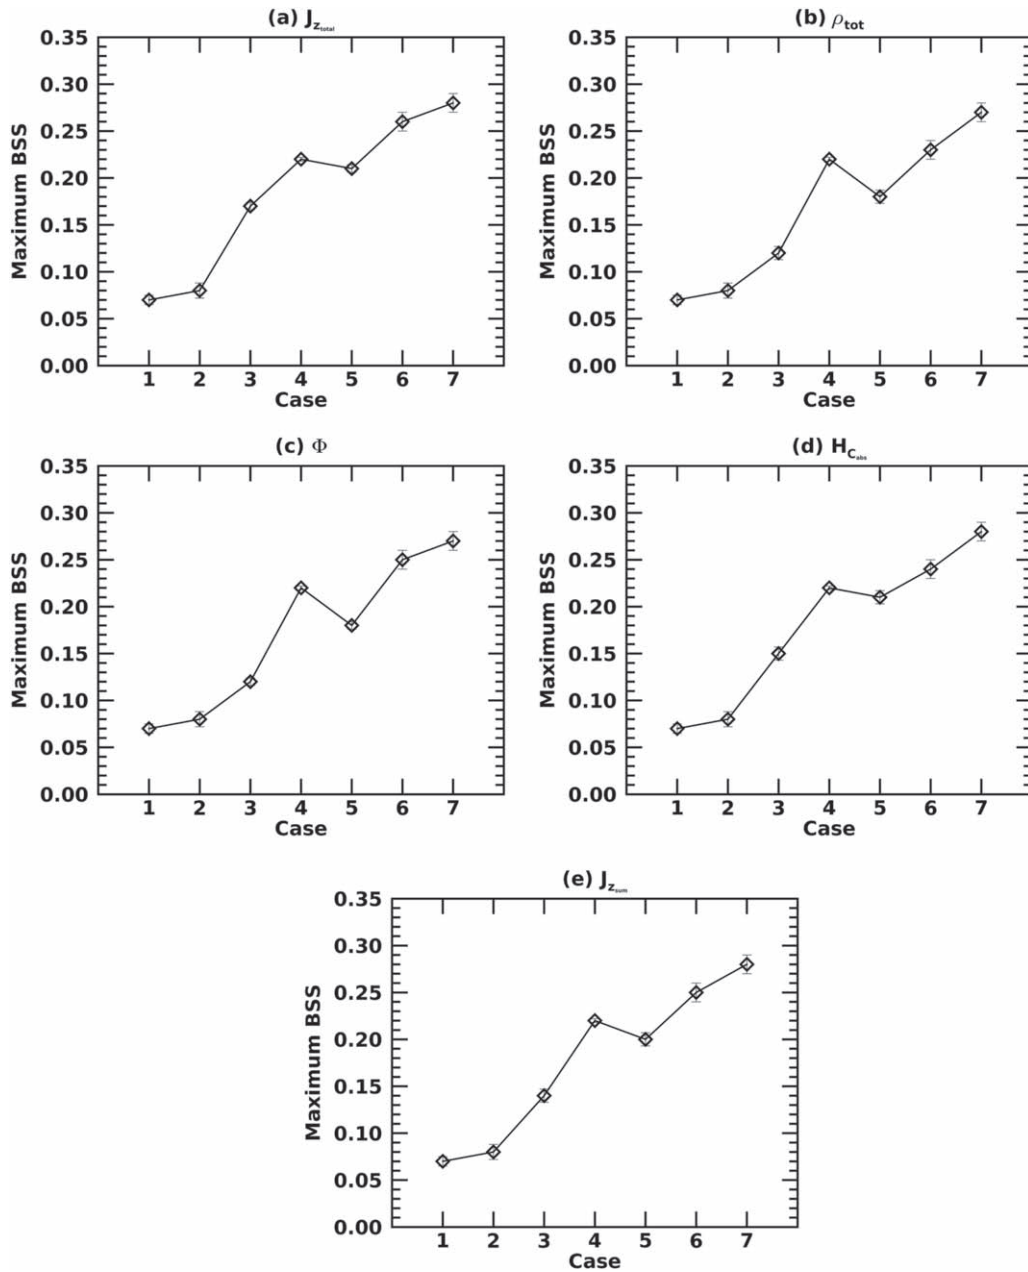 (a) J_z_total
(b) ρ_tot
0.35
0.30
0.25
0.20
0.15
0.10
0.05
0.00
Maximum BSS
1 2 3 4 5 6 7
Case
0.35
0.30
0.25
0.20
0.15
0.10
0.05
0.00
Maximum BSS
1 2 3 4 5 6 7
Case
(c) Φ
(d) H_C_abs
0.35
0.30
0.25
0.20
0.15
0.10
0.05
0.00
Maximum BSS
1 2 3 4 5 6 7
Case
0.35
0.30
0.25
0.20
0.15
0.10
0.05
0.00
Maximum BSS
1 2 3 4 5 6 7
Case
(e) J_z_sum
0.35
0.30
0.25
0.20
0.15
0.10
0.05
0.00
Maximum BSS
1 2 3 4 5 6 7
Case